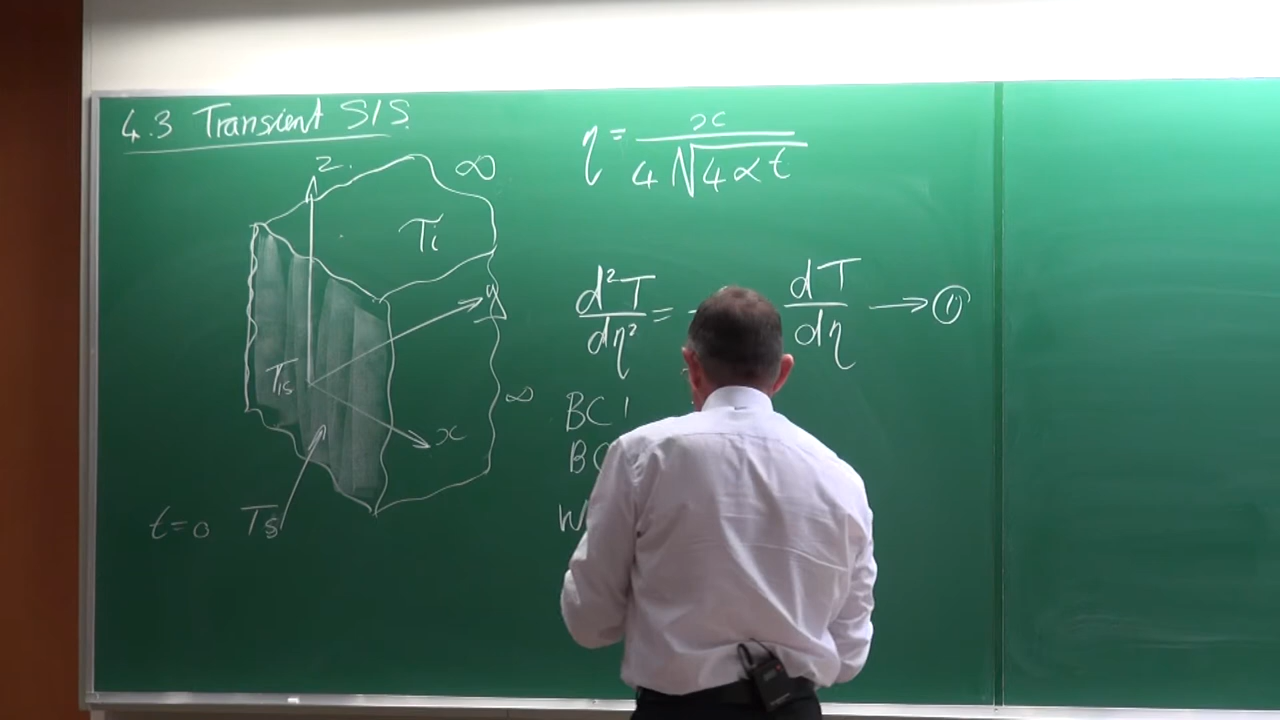 4.3 Transient SIS.
z
∞
Ti
y
Tis
x
∞
t=0 Ts
η = x / 4√4αt
d²T/dη² = - dT/dη → ①
BC 1
BC
W